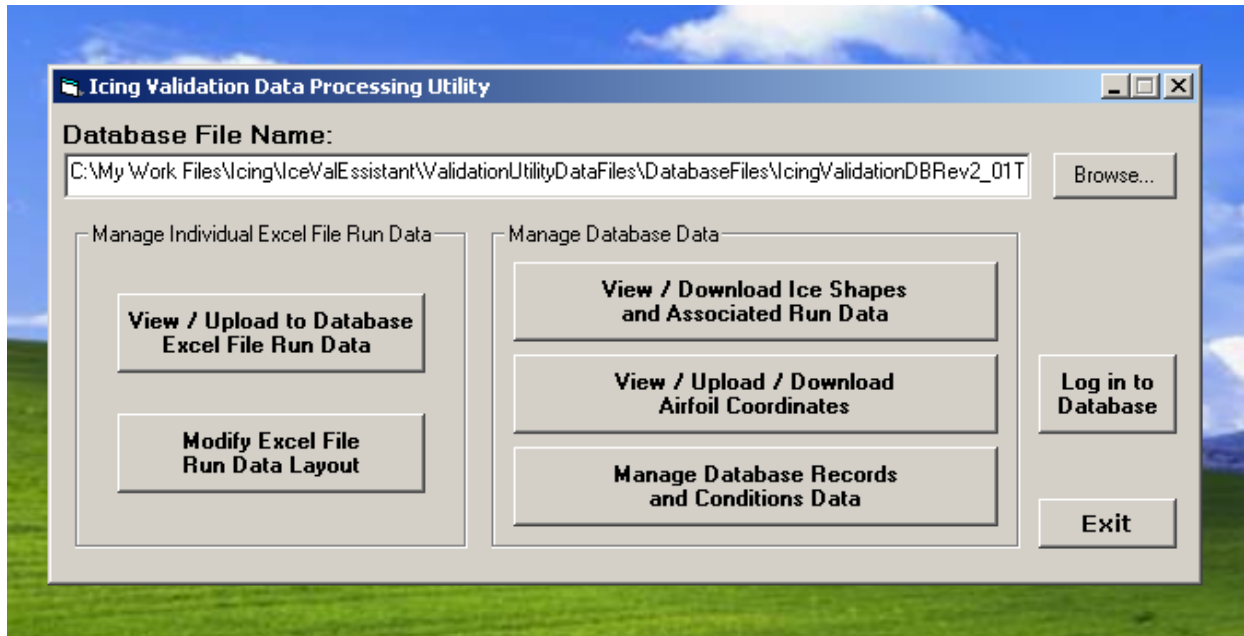 Icing Validation Data Processing Utility
Database File Name:
C:\My Work Files\Icing\IceValEssistant\ValidationUtilityDataFiles\DatabaseFiles\IcingValidationDBRev2_01T
Browse...
Manage Individual Excel File Run Data
View / Upload to Database
Excel File Run Data
Modify Excel File
Run Data Layout
Manage Database Data
View / Download Ice Shapes
and Associated Run Data
View / Upload / Download
Airfoil Coordinates
Manage Database Records
and Conditions Data
Log in to
Database
Exit